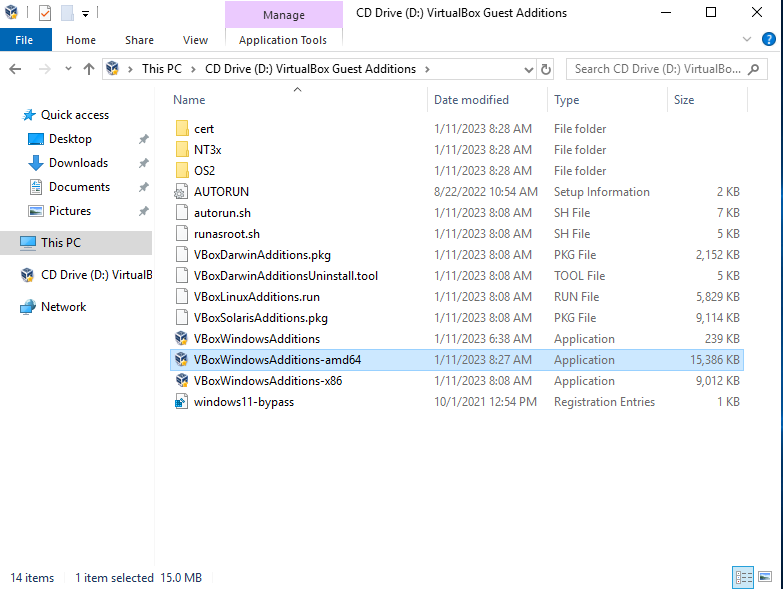 Manage
CD Drive (D:) VirtualBox Guest Additions
File Home Share View Application Tools
This PC CD Drive (D:) VirtualBox Guest Additions
Search CD Drive (D:) VirtualBo...
Quick access
Desktop
Downloads
Documents
Pictures
This PC
CD Drive (D:) VirtualB
Network
Name Date modified Type Size
cert 1/11/2023 8:28 AM File folder
NT3x 1/11/2023 8:28 AM File folder
OS2 1/11/2023 8:28 AM File folder
AUTORUN 8/22/2022 10:54 AM Setup Information 2 KB
autorun.sh 1/11/2023 8:08 AM SH File 7 KB
runasroot.sh 1/11/2023 8:08 AM SH File 5 KB
VBoxDarwinAdditions.pkg 1/11/2023 8:08 AM PKG File 2,152 KB
VBoxDarwinAdditionsUninstall.tool 1/11/2023 8:08 AM TOOL File 5 KB
VBoxLinuxAdditions.run 1/11/2023 8:08 AM RUN File 5,829 KB
VBoxSolarisAdditions.pkg 1/11/2023 8:08 AM PKG File 9,114 KB
VBoxWindowsAdditions 1/11/2023 6:38 AM Application 239 KB
VBoxWindowsAdditions-amd64 1/11/2023 8:27 AM Application 15,386 KB
VBoxWindowsAdditions-x86 1/11/2023 8:08 AM Application 9,012 KB
windows11-bypass 10/1/2021 12:54 PM Registration Entries 1 KB
14 items 1 item selected 15.0 MB